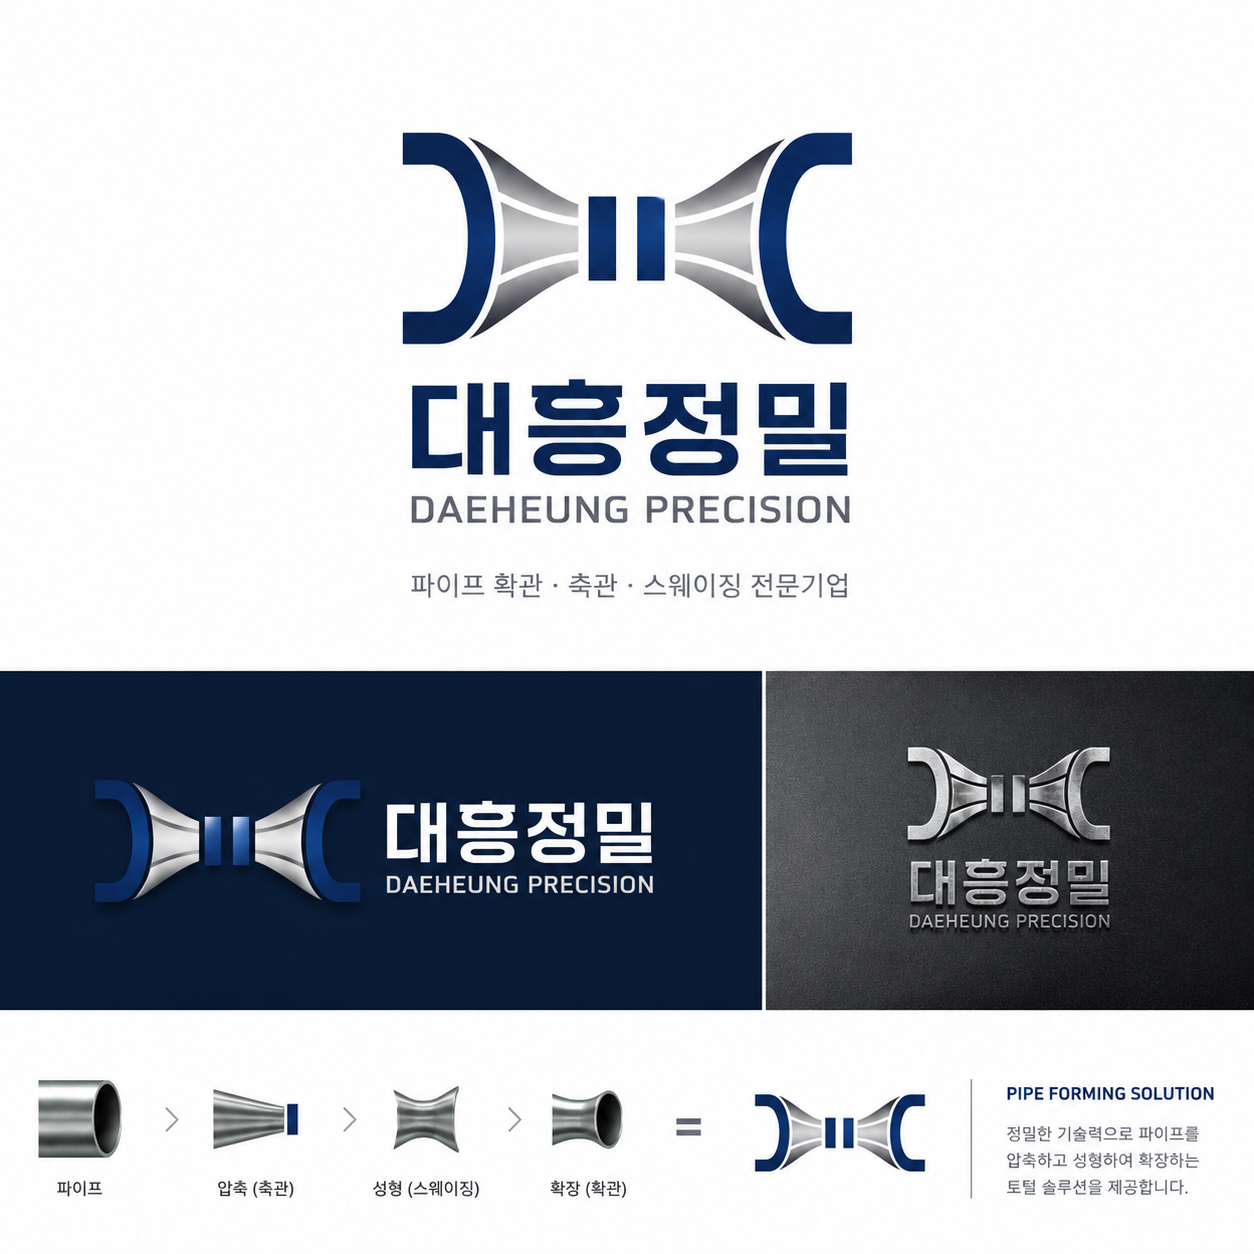 대흥정밀
DAEHEUNG PRECISION
파이프 확관 · 축관 · 스웨이징 전문기업
대흥정밀
DAEHEUNG PRECISION
대흥정밀
DAEHEUNG PRECISION
파이프
압축 (축관)
성형 (스웨이징)
확장 (확관)
=
PIPE FORMING SOLUTION
정밀한 기술력으로 파이프를
압축하고 성형하여 확장하는
토털 솔루션을 제공합니다.